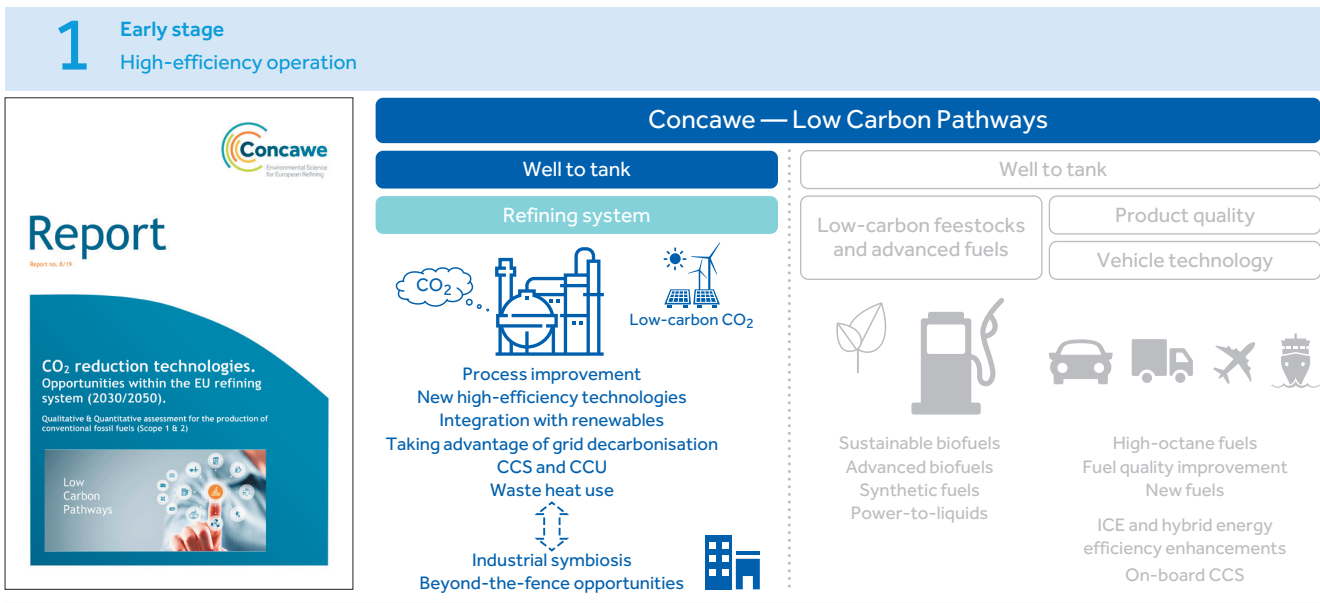 1
Early stage
High-efficiency operation
Concawe
Environmental Science
for European Refining
Report
Report no. 8/19
CO2 reduction technologies.
Opportunities within the EU refining
system (2030/2050).
Qualitative & Quantitative assessment for the production of
conventional fossil fuels (Scope 1 & 2)
Low
Carbon
Pathways
Concawe — Low Carbon Pathways
Well to tank
Refining system
CO2
Low-carbon CO2
Process improvement
New high-efficiency technologies
Integration with renewables
Taking advantage of grid decarbonisation
CCS and CCU
Waste heat use
Industrial symbiosis
Beyond-the-fence opportunities
Well to tank
Low-carbon feestocks
and advanced fuels
Product quality
Vehicle technology
Sustainable biofuels
Advanced biofuels
Synthetic fuels
Power-to-liquids
High-octane fuels
Fuel quality improvement
New fuels
ICE and hybrid energy
efficiency enhancements
On-board CCS